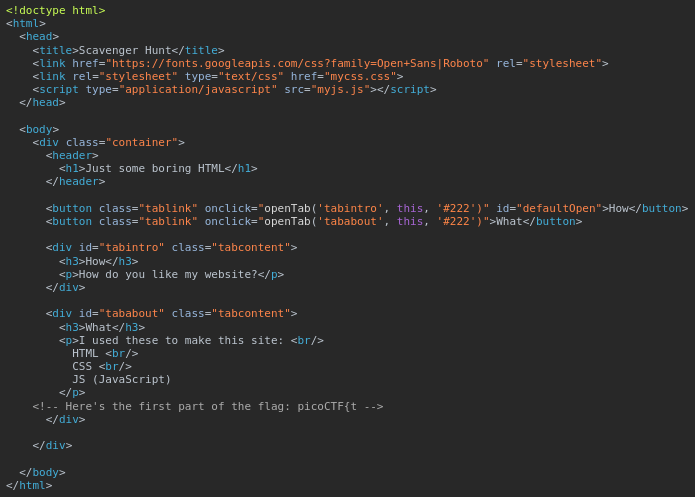 <!doctype html>
<html>
  <head>
    <title>Scavenger Hunt</title>
    <link href="https://fonts.googleapis.com/css?family=Open+Sans|Roboto" rel="stylesheet">
    <link rel="stylesheet" type="text/css" href="mycss.css">
    <script type="application/javascript" src="myjs.js"></script>
  </head>

  <body>
    <div class="container">
      <header>
        <h1>Just some boring HTML</h1>
      </header>

      <button class="tablink" onclick="openTab('tabintro', this, '#222')" id="defaultOpen">How</button>
      <button class="tablink" onclick="openTab('tababout', this, '#222')">What</button>

      <div id="tabintro" class="tabcontent">
        <h3>How</h3>
        <p>How do you like my website?</p>
      </div>

      <div id="tababout" class="tabcontent">
        <h3>What</h3>
        <p>I used these to make this site: <br/>
          HTML <br/>
          CSS <br/>
          JS (JavaScript)
        </p>
    <!-- Here's the first part of the flag: picoCTF{t -->
      </div>

    </div>

  </body>
</html>